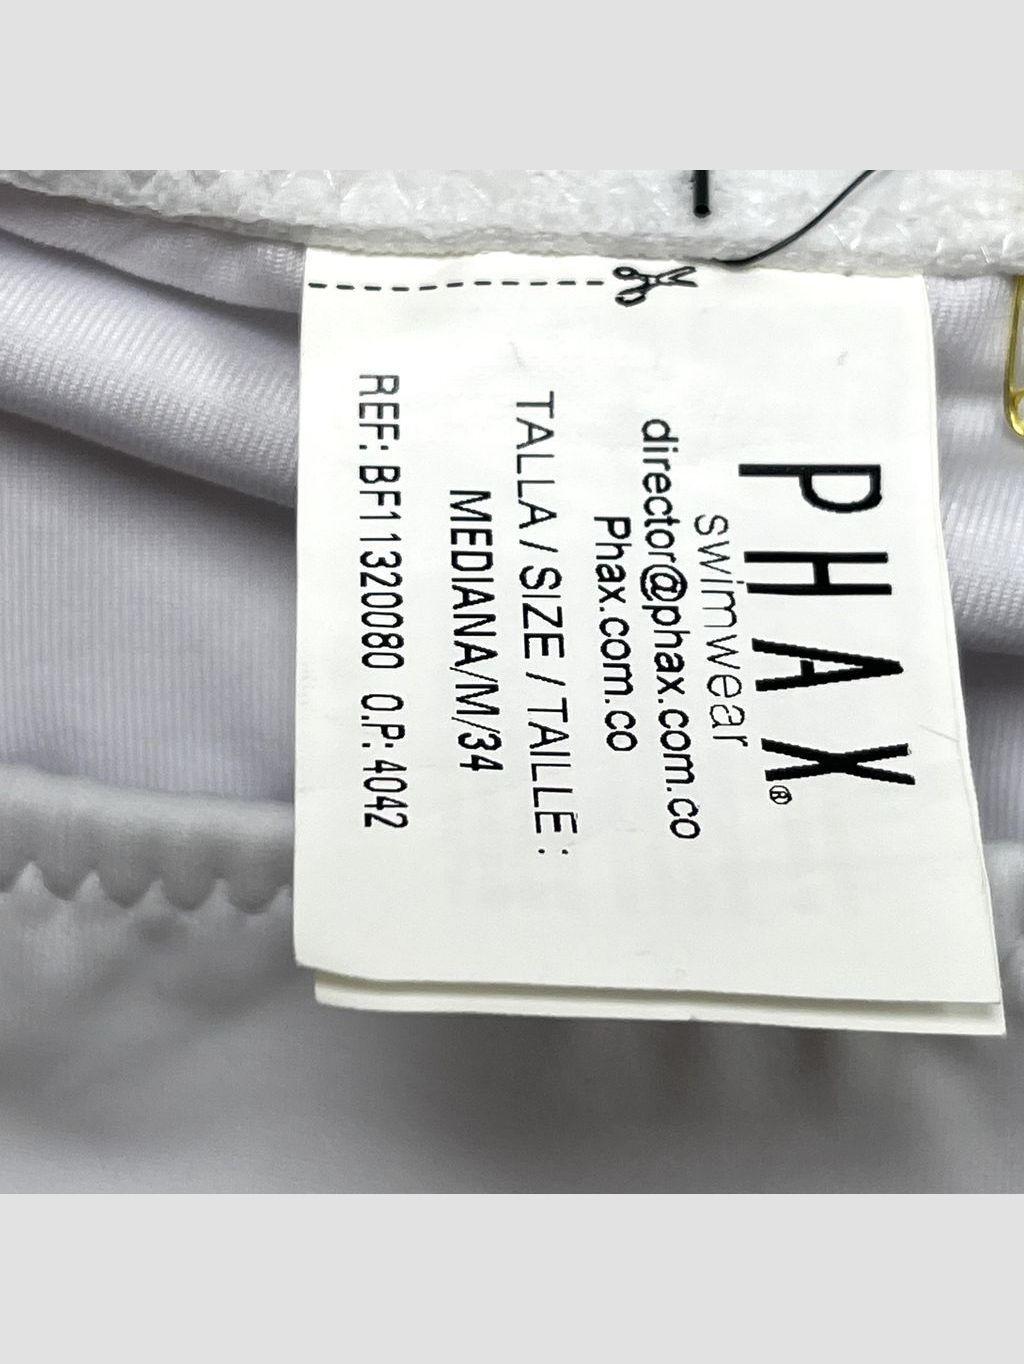 PHAX®
swimwear
director@phax.com.co
Phax.com.co
TALLA / SIZE / TAILLE :
MEDIANA/M/34
REF: BF11320080 O.P: 4042